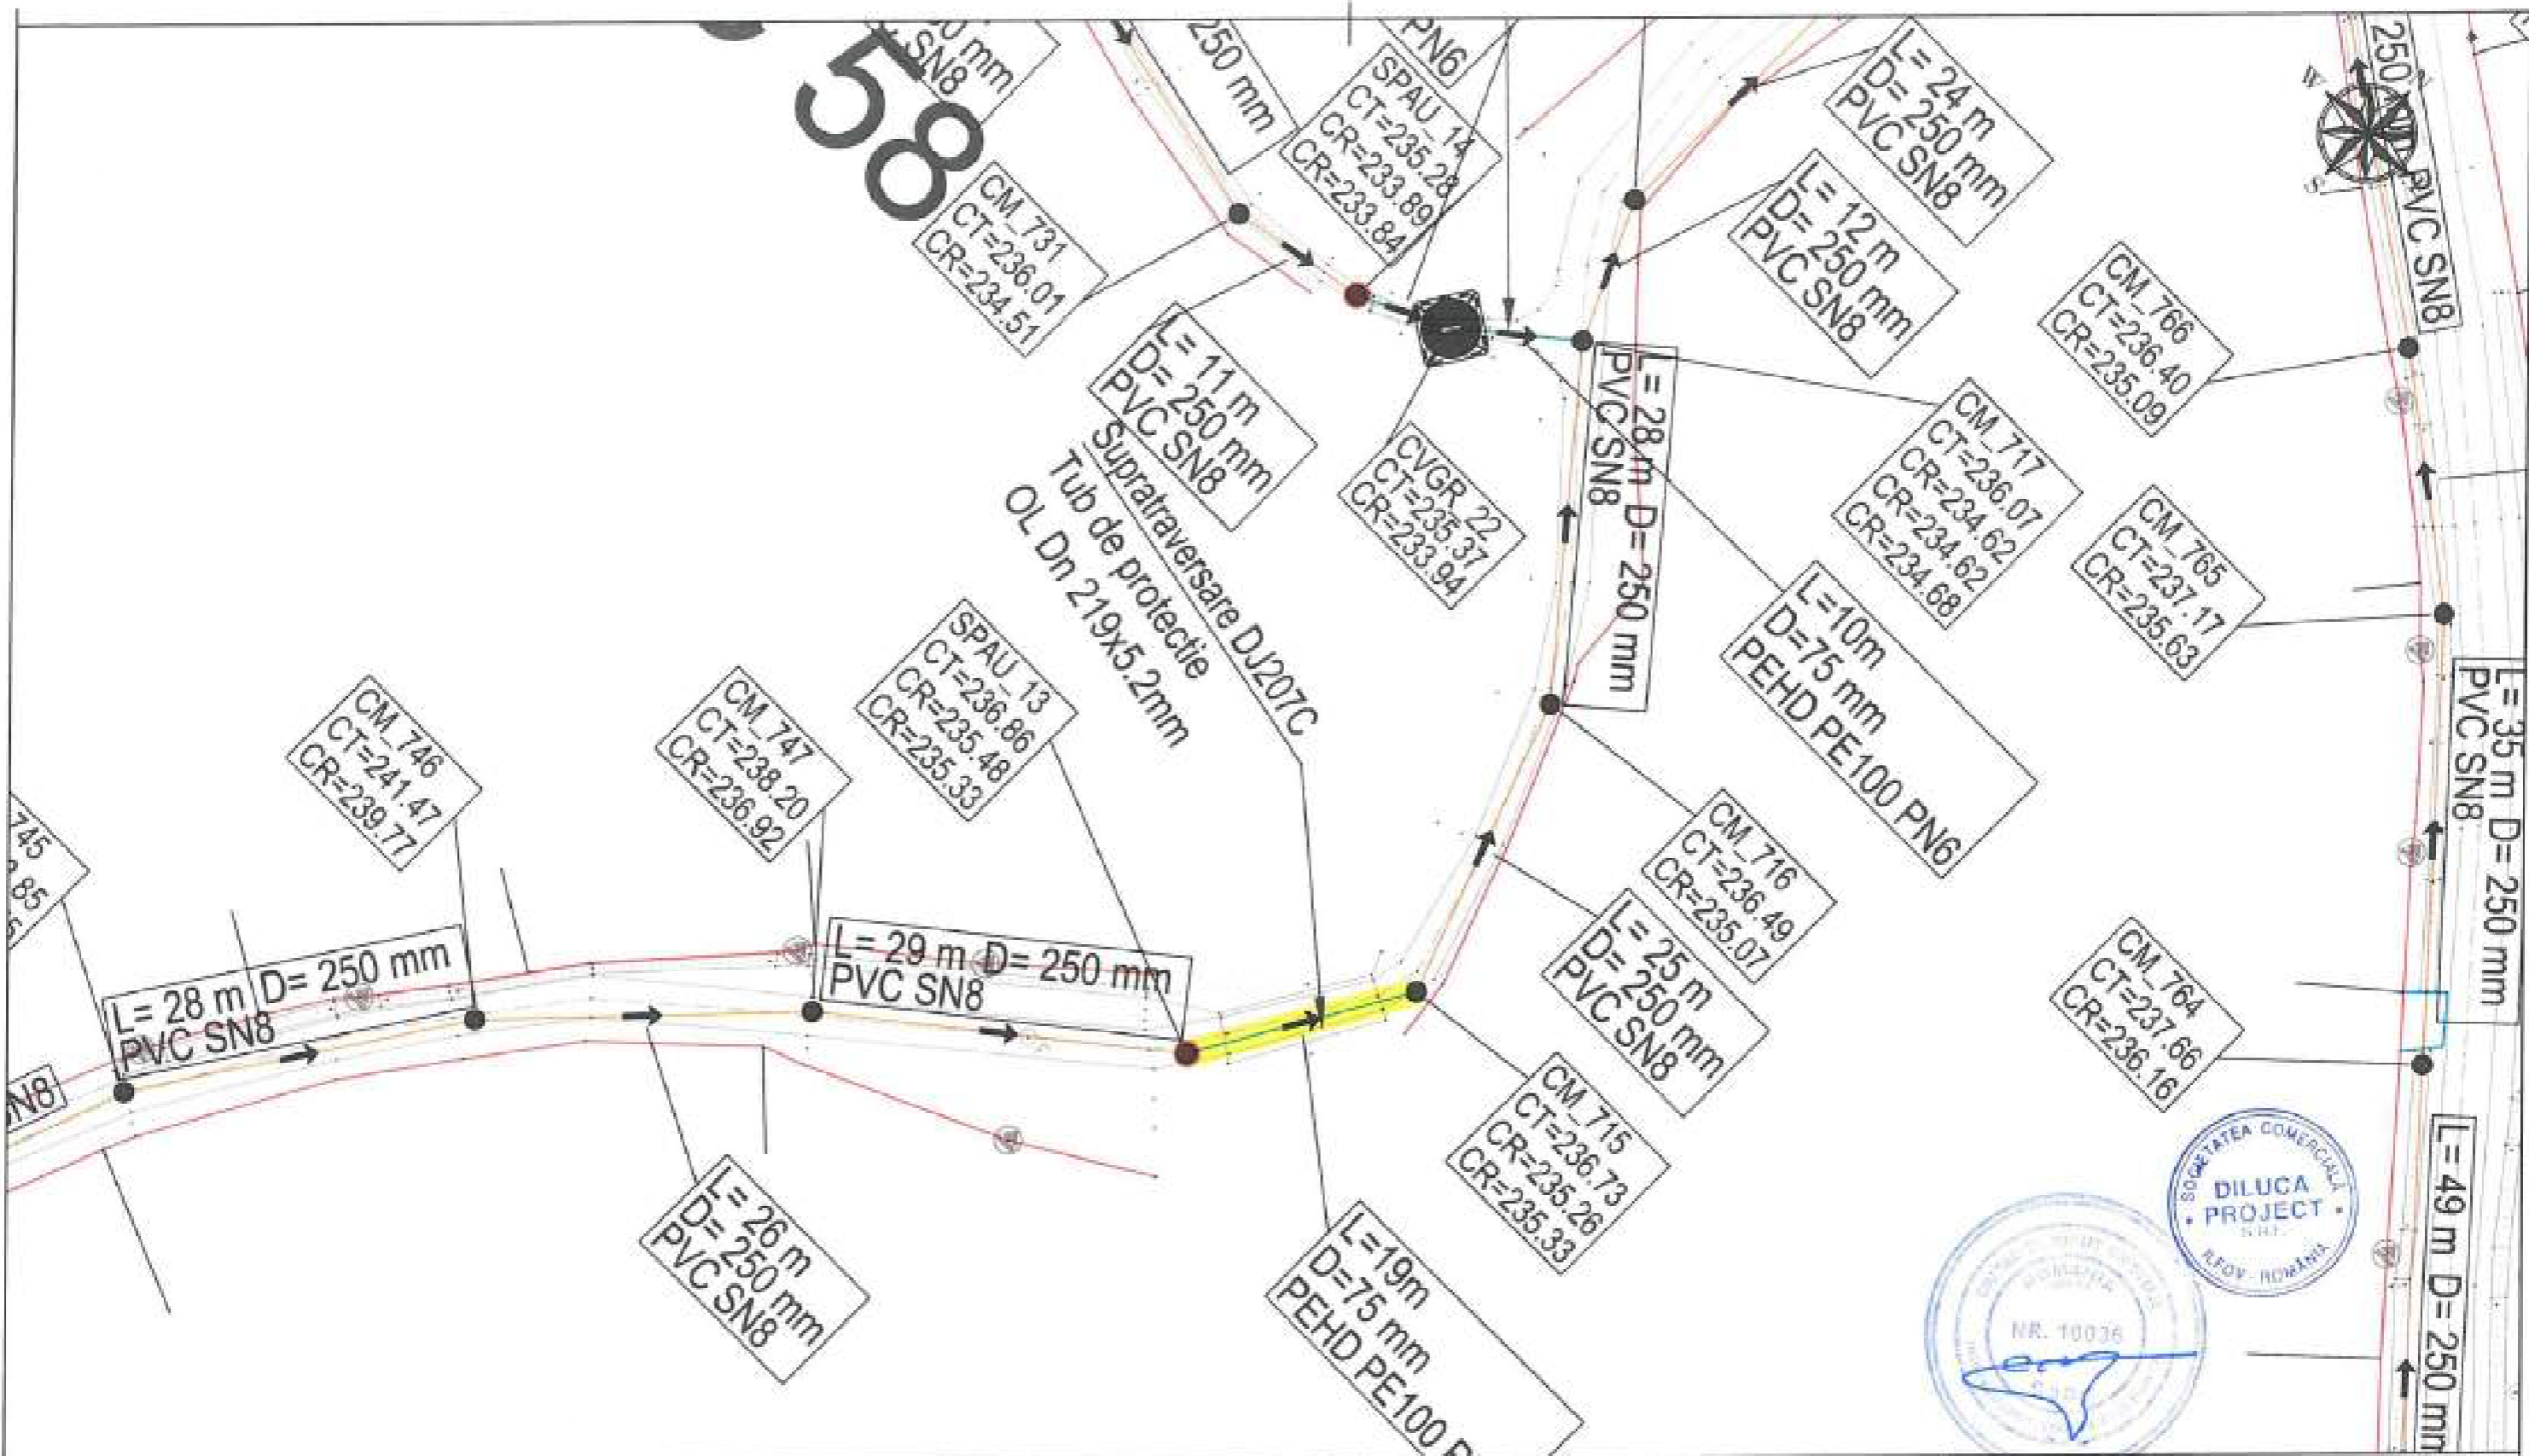 58
0 mm
SN8
250 mm
PN6
SPAU_14
CT=235.28
CR=233.89
CR=233.84
L= 24 m
D= 250 mm
PVC SN8
L= 12 m
D= 250 mm
PVC SN8
W
N
S
PVC SN8
CM_731
CT=236.01
CR=234.51
L= 11 m
D= 250 mm
PVC SN8
Supratraversare DJ207C
Tub de protectie
OL Dn 219x5.2mm
CVGR_22
CT=235.37
CR=233.94
L= 28 m D= 250 mm
PVC SN8
CM_717
CT=236.07
CR=234.62
CR=234.62
CR=234.68
CM_766
CT=236.40
CR=235.09
CM_765
CT=237.17
CR=235.63
L=10m
D=75 mm
PEHD PE100 PN6
L= 35 m D= 250 mm
PVC SN8
745
85
CM_746
CT=241.47
CR=239.77
CM_747
CT=238.20
CR=236.92
SPAU_13
CT=236.86
CR=235.48
CR=235.33
CM_716
CT=236.49
CR=235.07
L= 25 m
D= 250 mm
PVC SN8
CM_764
CT=237.66
CR=236.16
L= 28 m D= 250 mm
PVC SN8
L= 29 m D= 250 mm
PVC SN8
SN8
L= 26 m
D= 250 mm
PVC SN8
CM_715
CT=236.73
CR=235.26
CR=235.33
L=19m
D=75 mm
PEHD PE100
L= 49 m D= 250 mm
SOCIETATEA COMERCIALĂ
DILUCA
PROJECT
S.R.L.
ILFOV - ROMÂNIA
ROMANIA
NR. 10036